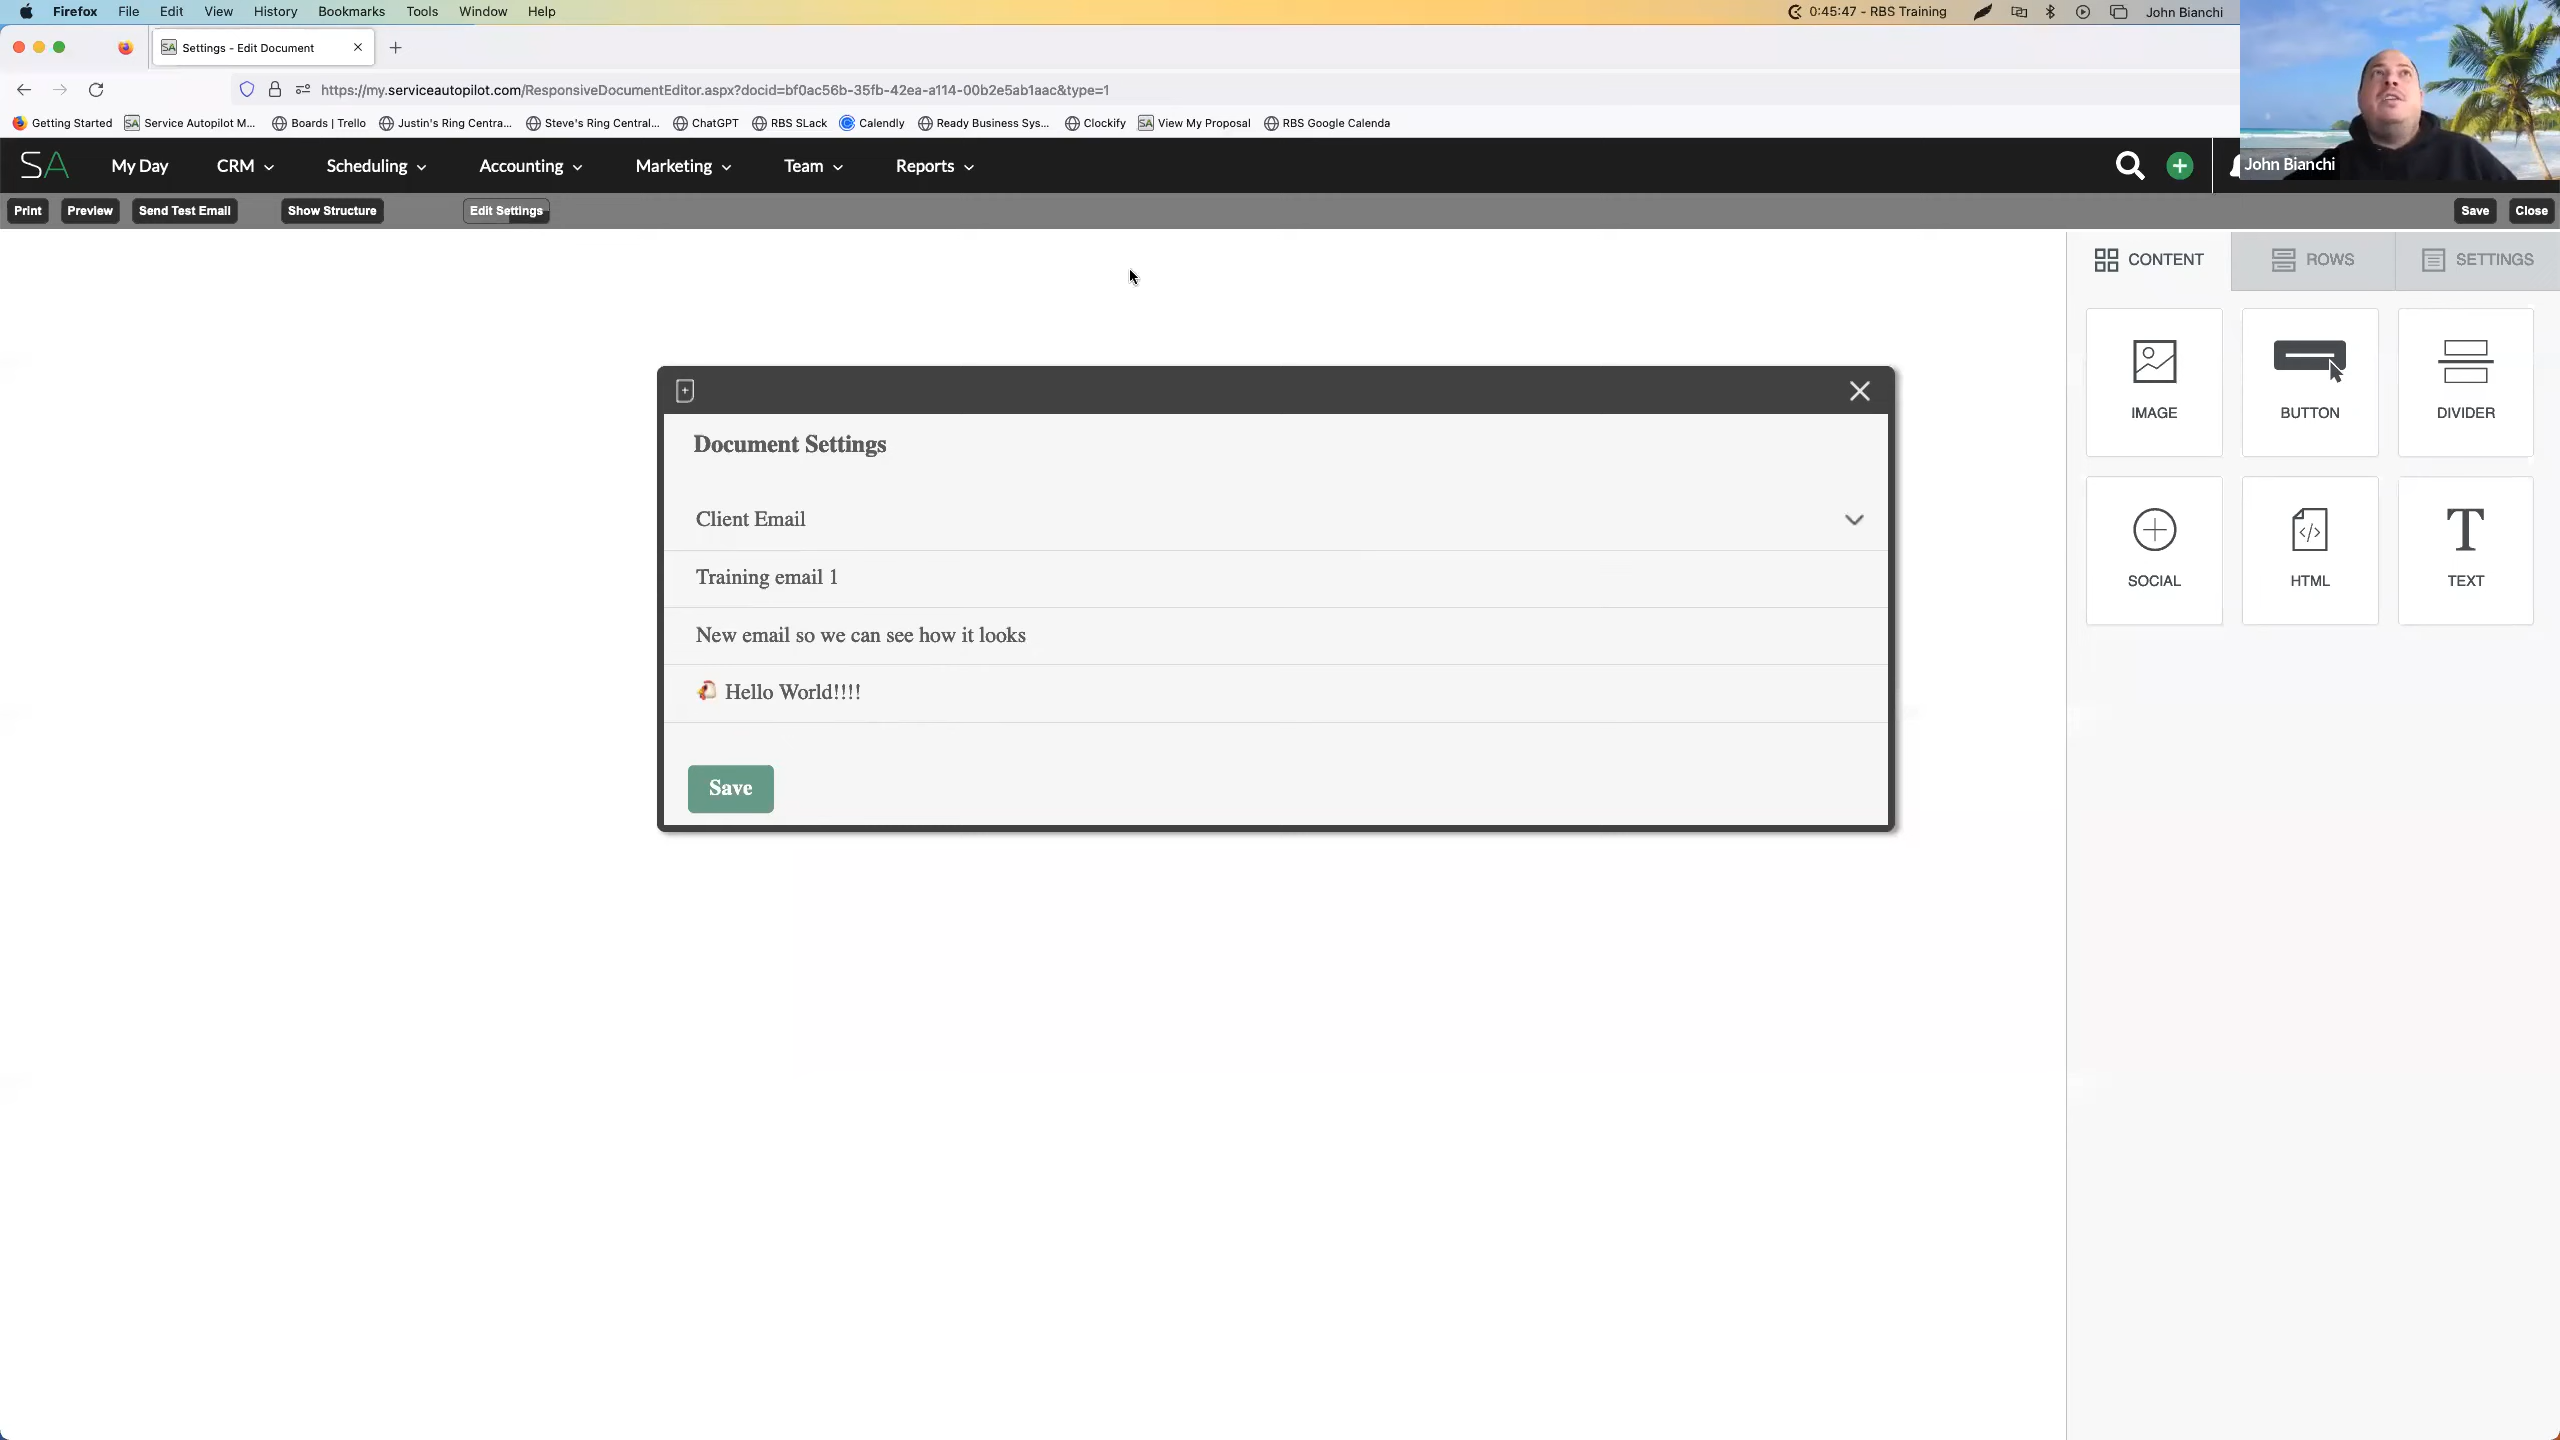 Firefox File Edit View History Bookmarks Tools Window Help 0:45:47 - RBS Training John Bianchi
SA Settings - Edit Document
https://my.serviceautopilot.com/ResponsiveDocumentEditor.aspx?docid=bf0ac56b-35fb-42ea-a114-00b2e5ab1aac&type=1
Getting Started SA Service Autopilot M... Boards | Trello Justin's Ring Centra... Steve's Ring Central... ChatGPT RBS SLack Calendly Ready Business Sys... Clockify SA View My Proposal RBS Google Calenda
SA My Day CRM Scheduling Accounting Marketing Team Reports
John Bianchi
Print Preview Send Test Email Show Structure Edit Settings Save Close
CONTENT ROWS SETTINGS
IMAGE BUTTON DIVIDER
SOCIAL HTML TEXT
Document Settings
Client Email
Training email 1
New email so we can see how it looks
🐔 Hello World!!!!
Save